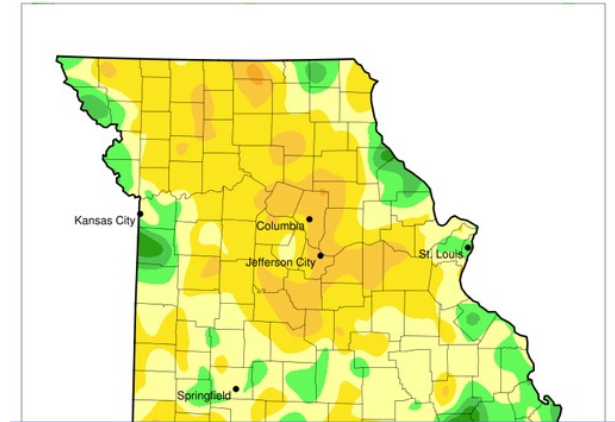 Kansas City
Columbia
Jefferson City
St. Louis
Springfield